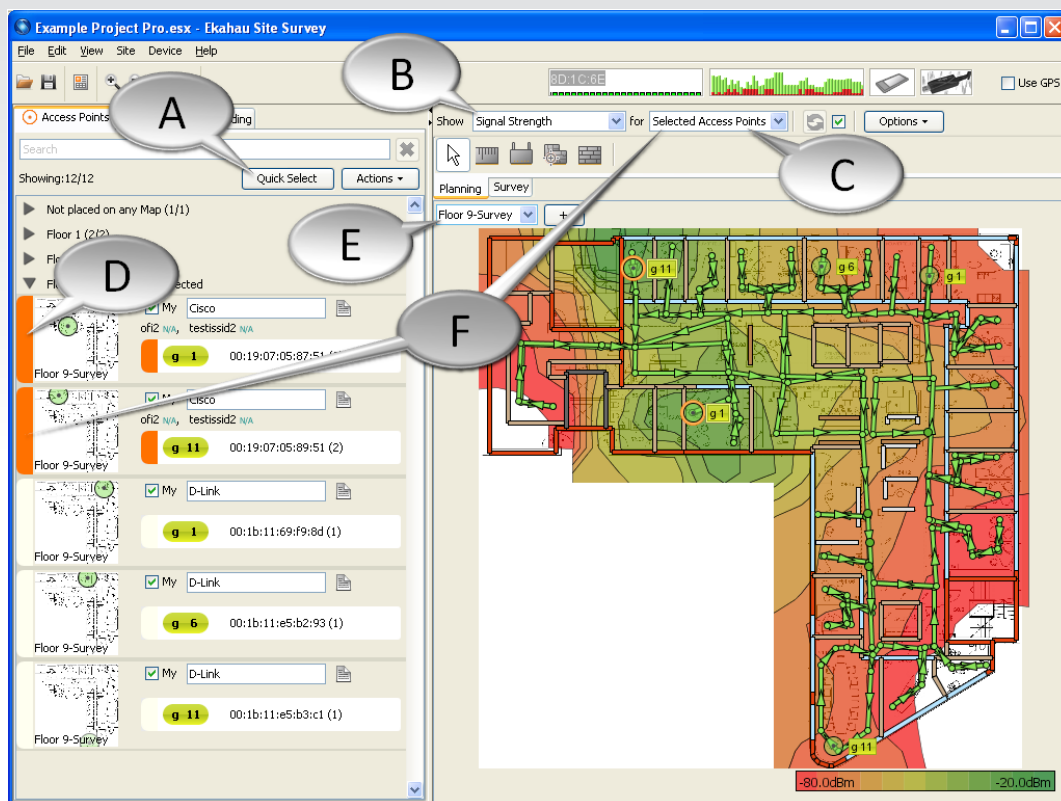 Example Project Pro.esx - Ekahau Site Survey
File Edit View Site Device Help
8D:1C:6E
Use GPS
A
B
Access Points
ding
Show Signal Strength for Selected Access Points Options
Search
Showing:12/12 Quick Select Actions
C
Planning Survey
Not placed on any Map (1/1)
Floor 9-Survey +
E
Floor 1 (2/2)
D
F
My Cisco
ofi2 N/A, testissid2 N/A
g 1 00:19:07:05:87:51
Floor 9-Survey
My Cisco
ofi2 N/A, testissid2 N/A
g 11 00:19:07:05:89:51 (2)
Floor 9-Survey
My D-Link
g 1 00:1b:11:69:f9:8d (1)
Floor 9-Survey
My D-Link
g 6 00:1b:11:e5:b2:93 (1)
Floor 9-Survey
My D-Link
g 11 00:1b:11:e5:b3:c1 (1)
Floor 9-Survey
g 11
g 6
g 1
g 1
g 11
-80.0dBm -20.0dBm